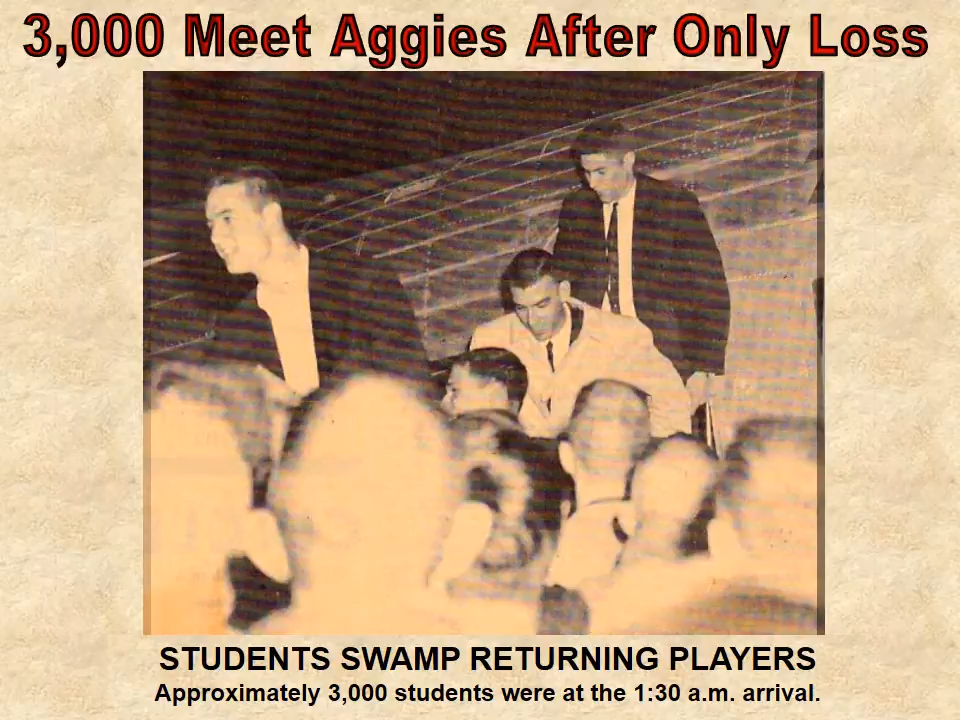 3,000 Meet Aggies After Only Loss
STUDENTS SWAMP RETURNING PLAYERS
Approximately 3,000 students were at the 1:30 a.m. arrival.